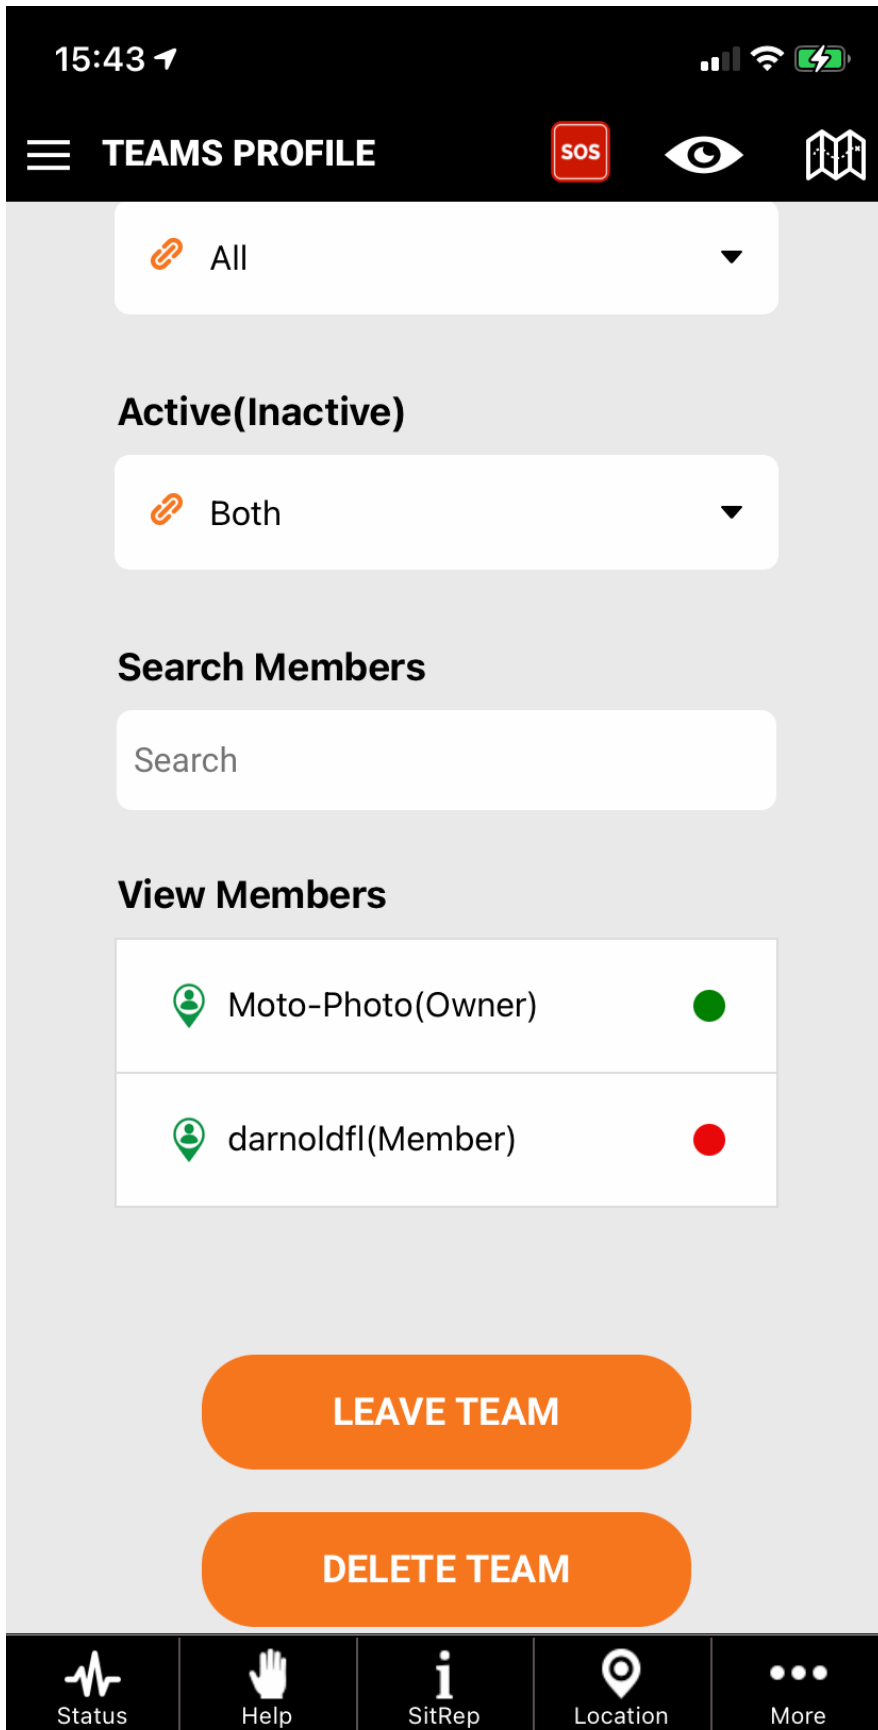 15:43
TEAMS PROFILE
SOS
All
Active(Inactive)
Both
Search Members
Search
View Members
Moto-Photo(Owner)
darnoldfl(Member)
LEAVE TEAM
DELETE TEAM
Status
Help
SitRep
Location
More